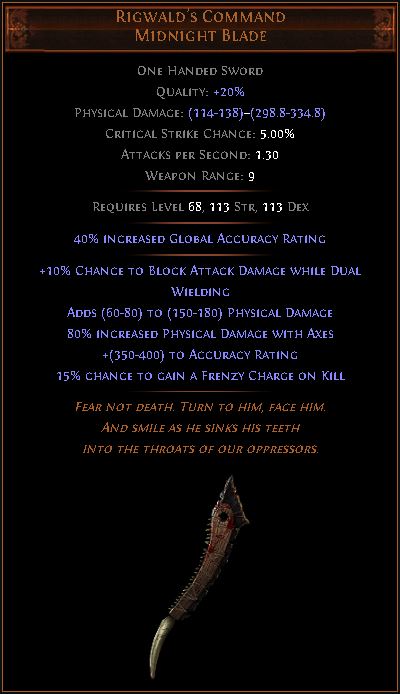 Rigwald's Command
Midnight Blade
One Handed Sword
Quality: +20%
Physical Damage: (114-138)–(298.8-334.8)
Critical Strike Chance: 5.00%
Attacks per Second: 1.30
Weapon Range: 9
Requires Level 68, 113 Str, 113 Dex
40% increased Global Accuracy Rating
+10% Chance to Block Attack Damage while Dual
Wielding
Adds (60-80) to (150-180) Physical Damage
80% increased Physical Damage with Axes
+(350-400) to Accuracy Rating
15% chance to gain a Frenzy Charge on Kill
Fear not death. Turn to him, face him.
And smile as he sinks his teeth
into the throats of our oppressors.